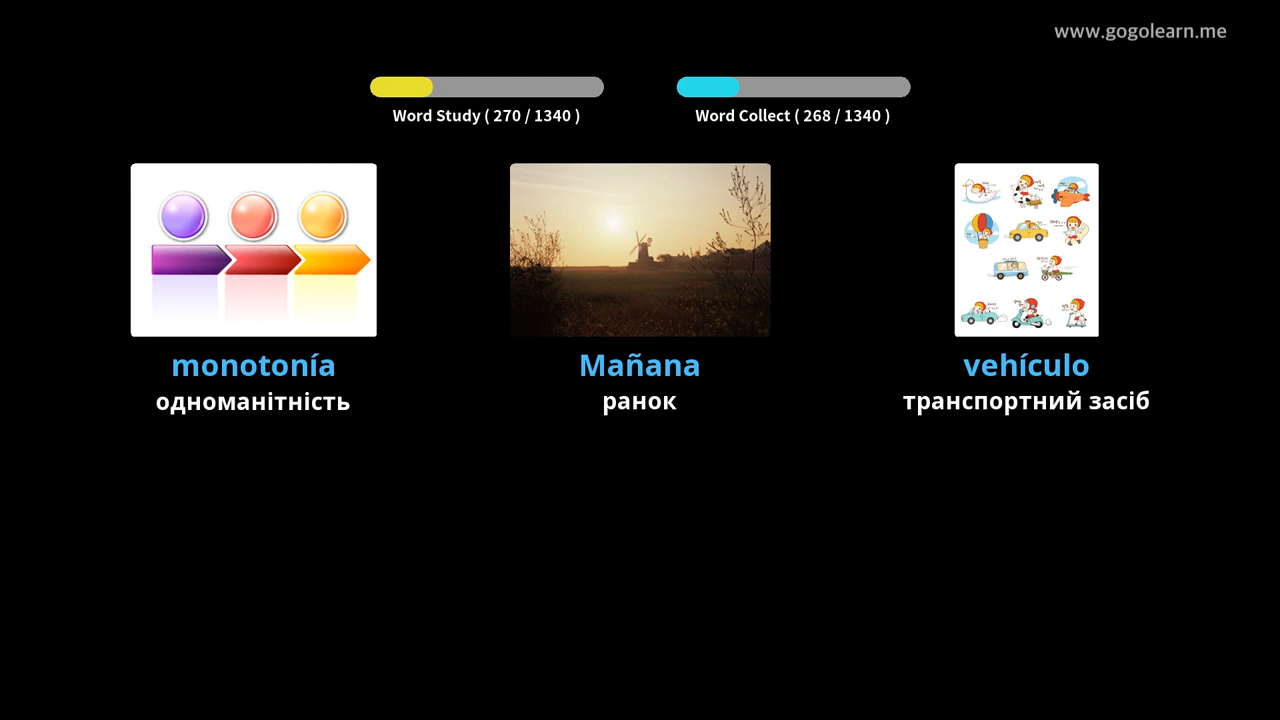 www.gogolearn.me
Word Study ( 270 / 1340 )
Word Collect ( 268 / 1340 )
monotonía
Mañana
vehículo
одноманітність
ранок
транспортний засіб